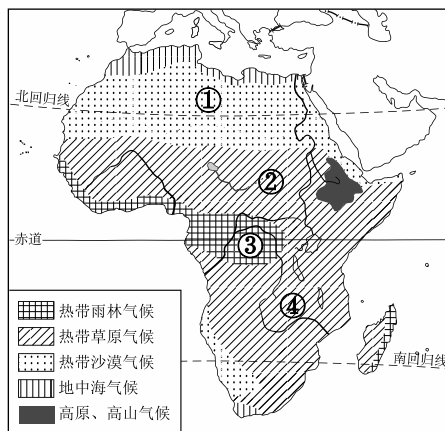 北回归线
①
②
赤道
③
④
南回归线
热带雨林气候
热带草原气候
热带沙漠气候
地中海气候
高原、高山气候